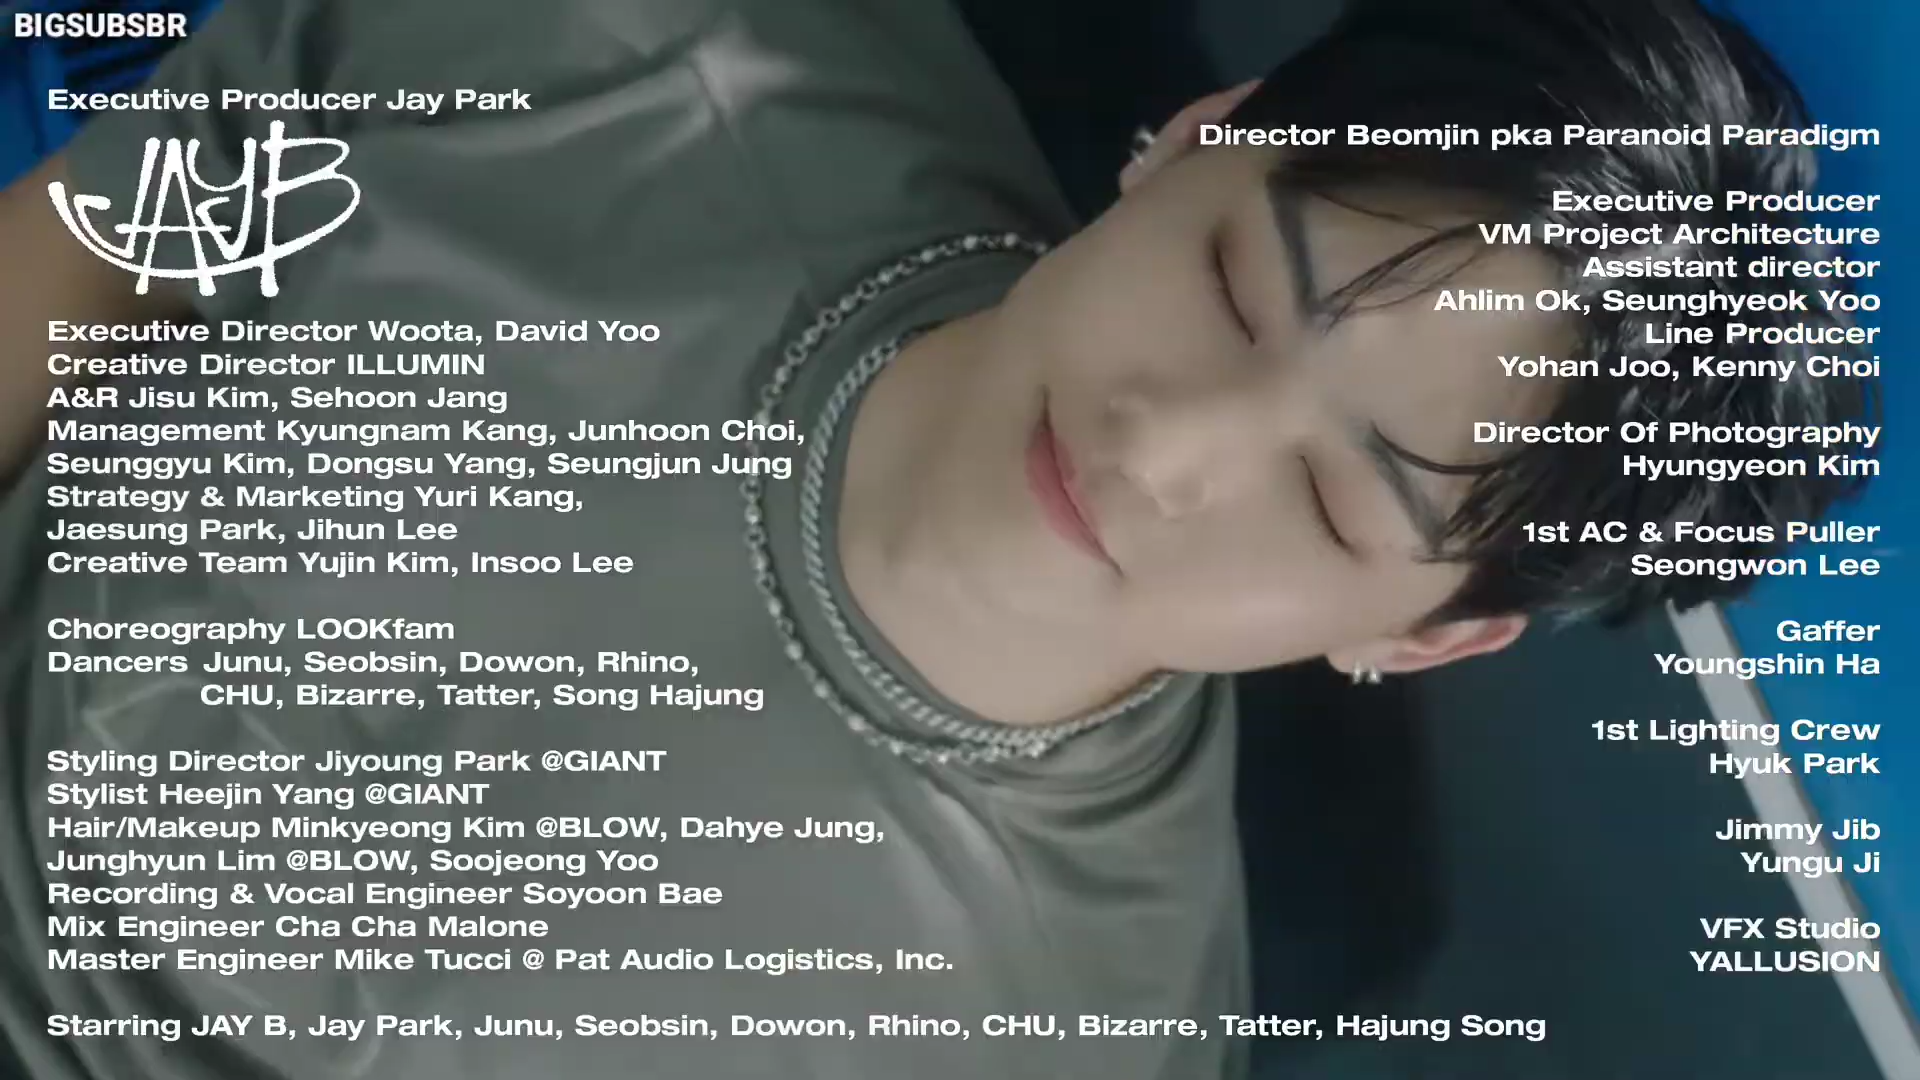 BIGSUBSBR
Executive Producer Jay Park
JAY B
Executive Director Woota, David Yoo
Creative Director ILLUMIN
A&R Jisu Kim, Sehoon Jang
Management Kyungnam Kang, Junhoon Choi,
Seunggyu Kim, Dongsu Yang, Seungjun Jung
Strategy & Marketing Yuri Kang,
Jaesung Park, Jihun Lee
Creative Team Yujin Kim, Insoo Lee
Choreography LOOKfam
Dancers Junu, Seobsin, Dowon, Rhino,
CHU, Bizarre, Tatter, Song Hajung
Styling Director Jiyoung Park @GIANT
Stylist Heejin Yang @GIANT
Hair/Makeup Minkyeong Kim @BLOW, Dahye Jung,
Junghyun Lim @BLOW, Soojeong Yoo
Recording & Vocal Engineer Soyoon Bae
Mix Engineer Cha Cha Malone
Master Engineer Mike Tucci @ Pat Audio Logistics, Inc.
Starring JAY B, Jay Park, Junu, Seobsin, Dowon, Rhino, CHU, Bizarre, Tatter, Hajung Song
Director Beomjin pka Paranoid Paradigm
Executive Producer
VM Project Architecture
Assistant director
Ahlim Ok, Seunghyeok Yoo
Line Producer
Yohan Joo, Kenny Choi
Director Of Photography
Hyungyeon Kim
1st AC & Focus Puller
Seongwon Lee
Gaffer
Youngshin Ha
1st Lighting Crew
Hyuk Park
Jimmy Jib
Yungu Ji
VFX Studio
YALLUSION